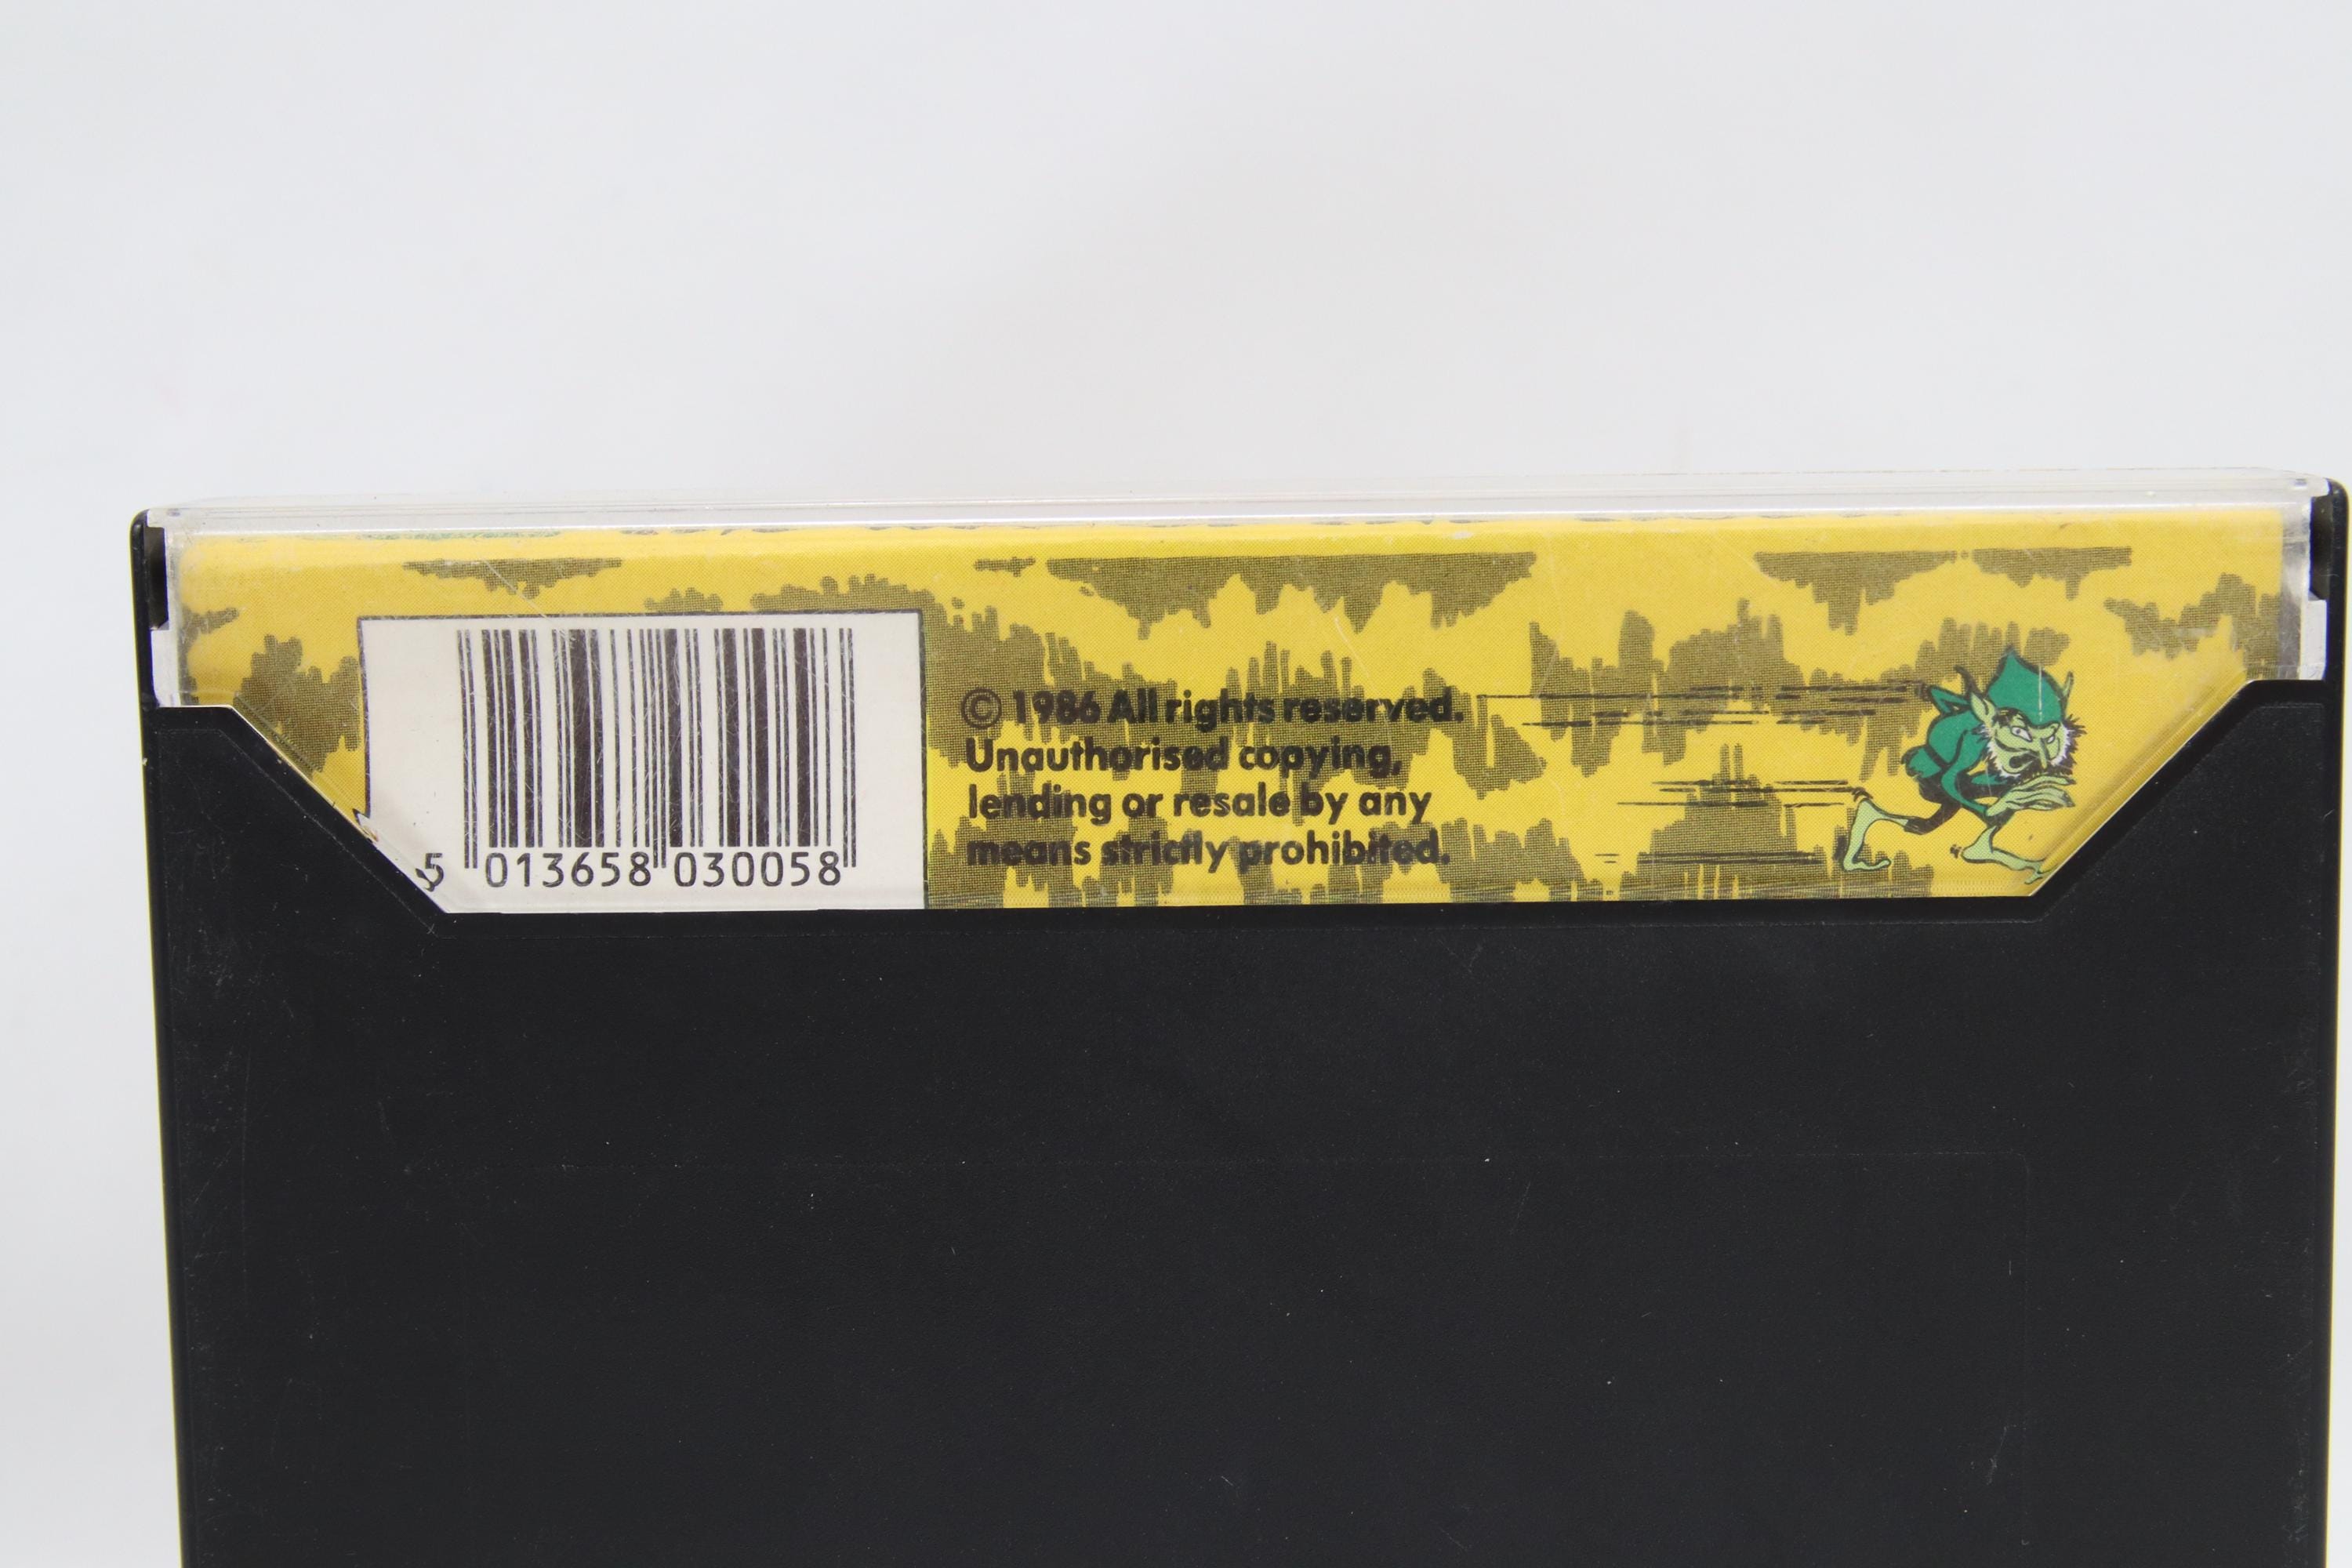 5 013658 030058
© 1986 All rights reserved.
Unauthorised copying,
lending or resale by any
means strictly prohibited.